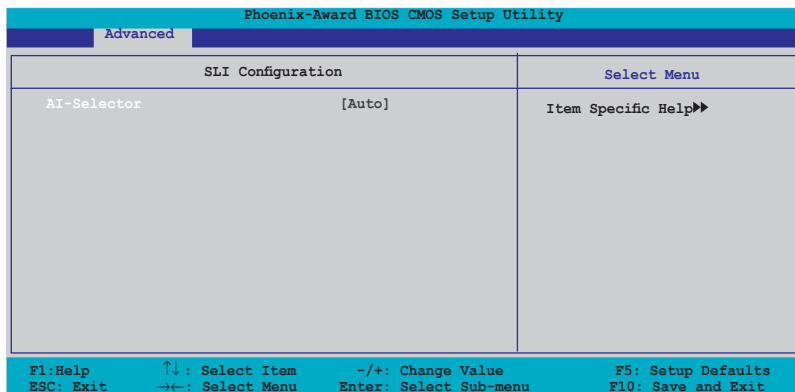 Phoenix-Award BIOS CMOS Setup Utility
Advanced
SLI Configuration
Select Menu
AI-Selector [Auto]
Item Specific Help▶▶
F1:Help ↑↓ : Select Item -/+: Change Value F5: Setup Defaults
ESC: Exit →←: Select Menu Enter: Select Sub-menu F10: Save and Exit